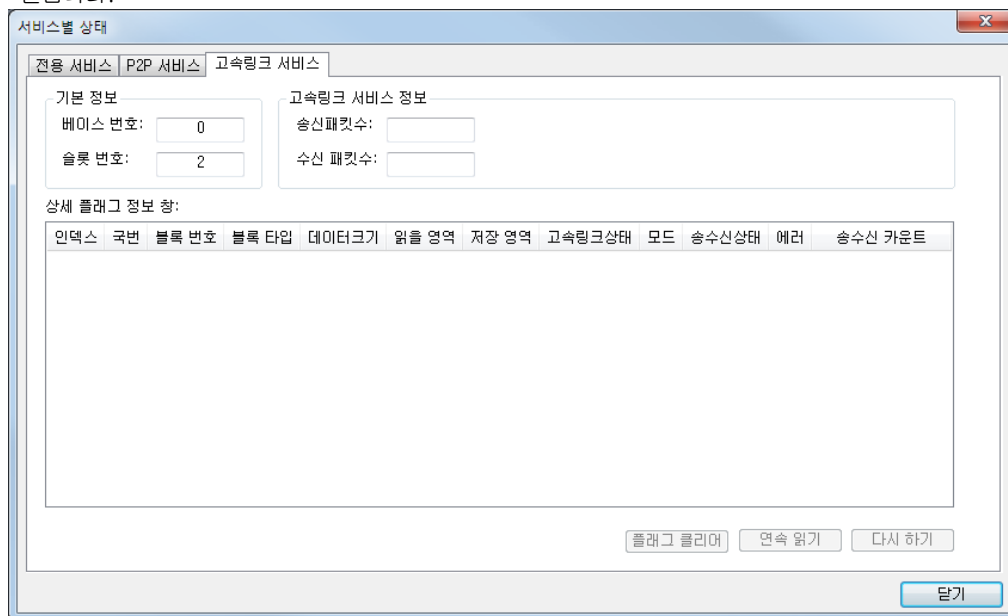 서비스별 상태
전용 서비스 P2P 서비스 고속링크 서비스
기본 정보
베이스 번호: 0
슬롯 번호: 2
고속링크 서비스 정보
송신패킷수:
수신 패킷수:
상세 플래그 정보 창:
인덱스 국번 블록 번호 블록 타입 데이터크기 읽을 영역 저장 영역 고속링크상태 모드 송수신상태 에러 송수신 카운트
플래그 클리어 연속 읽기 다시 하기
닫기